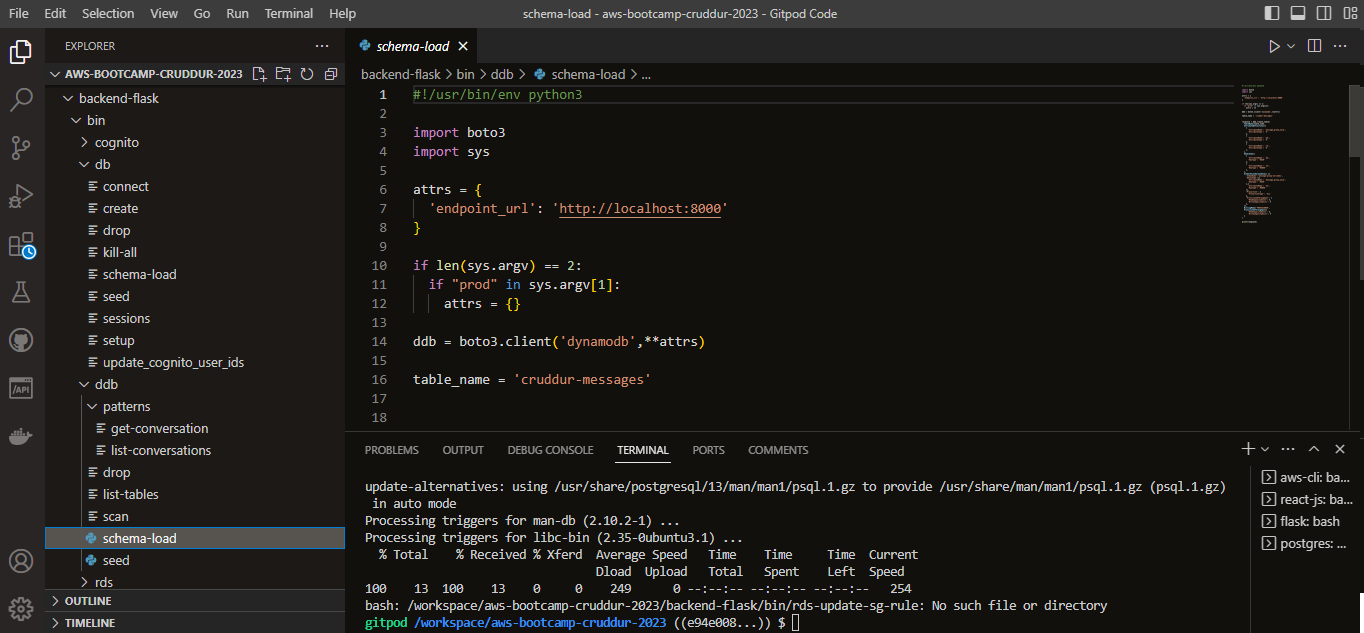 File Edit Selection View Go Run Terminal Help
schema-load - aws-bootcamp-cruddur-2023 - Gitpod Code
EXPLORER
AWS-BOOTCAMP-CRUDDUR-2023
backend-flask
bin
cognito
db
connect
create
drop
kill-all
schema-load
seed
sessions
setup
update_cognito_user_ids
ddb
patterns
get-conversation
list-conversations
drop
list-tables
scan
schema-load
seed
rds
OUTLINE
TIMELINE
schema-load
backend-flask > bin > ddb > schema-load > ...
1 #!/usr/bin/env python3
2
3 import boto3
4 import sys
5
6 attrs = {
7 'endpoint_url': 'http://localhost:8000'
8 }
9
10 if len(sys.argv) == 2:
11 if "prod" in sys.argv[1]:
12 attrs = {}
13
14 ddb = boto3.client('dynamodb',**attrs)
15
16 table_name = 'cruddur-messages'
17
18
PROBLEMS OUTPUT DEBUG CONSOLE TERMINAL PORTS COMMENTS
update-alternatives: using /usr/share/postgresql/13/man/man1/psql.1.gz to provide /usr/share/man/man1/psql.1.gz (psql.1.gz)
in auto mode
Processing triggers for man-db (2.10.2-1) ...
Processing triggers for libc-bin (2.35-0ubuntu3.1) ...
% Total % Received % Xferd Average Speed Time Time Time Current
Dload Upload Total Spent Left Speed
100 13 100 13 0 0 249 0 --:--:-- --:--:-- --:--:-- 254
bash: /workspace/aws-bootcamp-cruddur-2023/backend-flask/bin/rds-update-sg-rule: No such file or directory
gitpod /workspace/aws-bootcamp-cruddur-2023 ((e94e008...)) $
aws-cli: ba...
react-js: ba...
flask: bash
postgres: ...